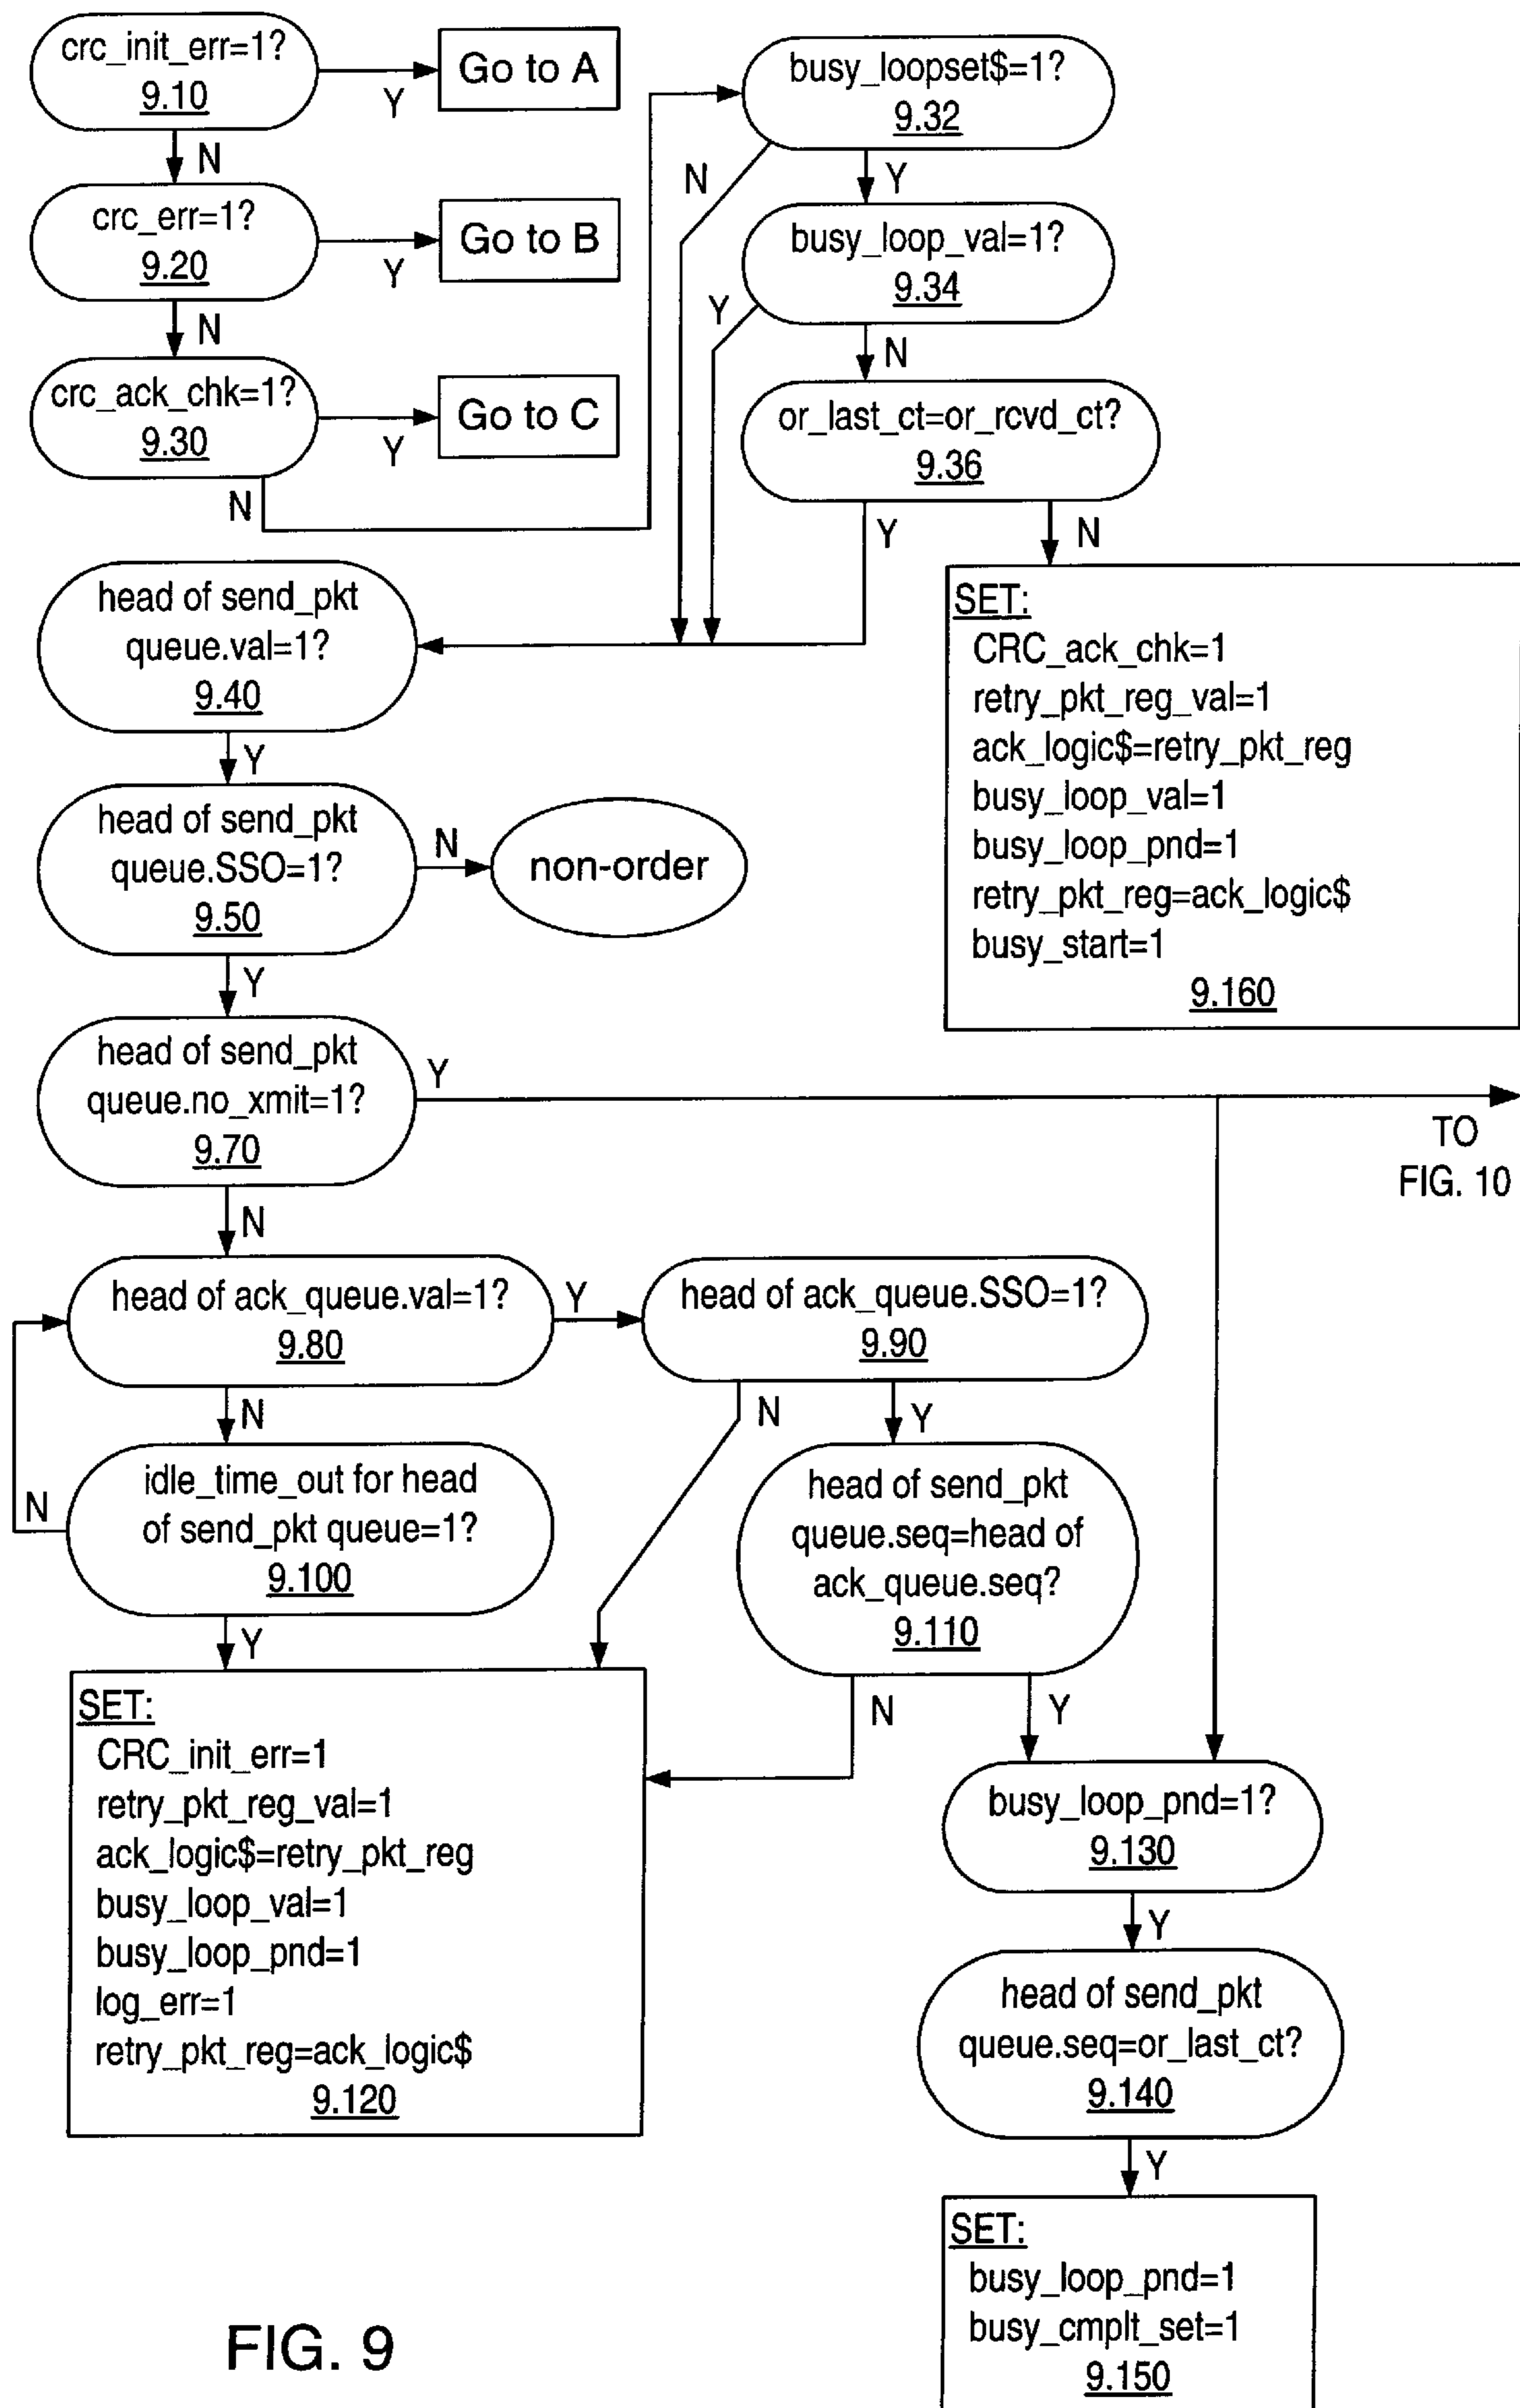 crc_init_err=1?
9.10
Y
Go to A
N
crc_err=1?
9.20
Y
Go to B
N
crc_ack_chk=1?
9.30
Y
Go to C
N
busy_loopset$=1?
9.32
N
Y
busy_loop_val=1?
9.34
Y
N
or_last_ct=or_rcvd_ct?
9.36
Y
N
SET:
CRC_ack_chk=1
retry_pkt_reg_val=1
ack_logic$=retry_pkt_reg
busy_loop_val=1
busy_loop_pnd=1
retry_pkt_reg=ack_logic$
busy_start=1
9.160
head of send_pkt
queue.val=1?
9.40
Y
head of send_pkt
queue.SSO=1?
9.50
N
non-order
Y
head of send_pkt
queue.no_xmit=1?
9.70
Y
TO
FIG. 10
N
head of ack_queue.val=1?
9.80
Y
head of ack_queue.SSO=1?
9.90
N
N
Y
idle_time_out for head
of send_pkt queue=1?
9.100
N
Y
head of send_pkt
queue.seq=head of
ack_queue.seq?
9.110
N
Y
SET:
CRC_init_err=1
retry_pkt_reg_val=1
ack_logic$=retry_pkt_reg
busy_loop_val=1
busy_loop_pnd=1
log_err=1
retry_pkt_reg=ack_logic$
9.120
busy_loop_pnd=1?
9.130
Y
head of send_pkt
queue.seq=or_last_ct?
9.140
Y
SET:
busy_loop_pnd=1
busy_cmplt_set=1
9.150
FIG. 9